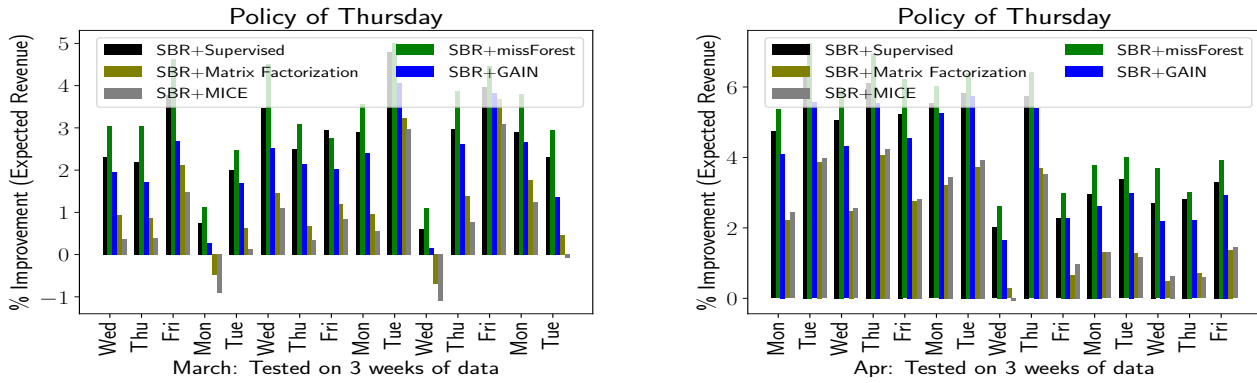 Policy of Thursday
% Improvement (Expected Revenue)
5
4
3
2
1
0
−1
SBR+Supervised
SBR+Matrix Factorization
SBR+MICE
SBR+missForest
SBR+GAIN
Wed Thu Fri Mon Tue Wed Thu Fri Mon Tue Wed Thu Fri Mon Tue
March: Tested on 3 weeks of data
Policy of Thursday
% Improvement (Expected Revenue)
6
4
2
0
SBR+Supervised
SBR+Matrix Factorization
SBR+MICE
SBR+missForest
SBR+GAIN
Mon Tue Wed Thu Fri Mon Tue Wed Thu Fri Mon Tue Wed Thu Fri
Apr: Tested on 3 weeks of data